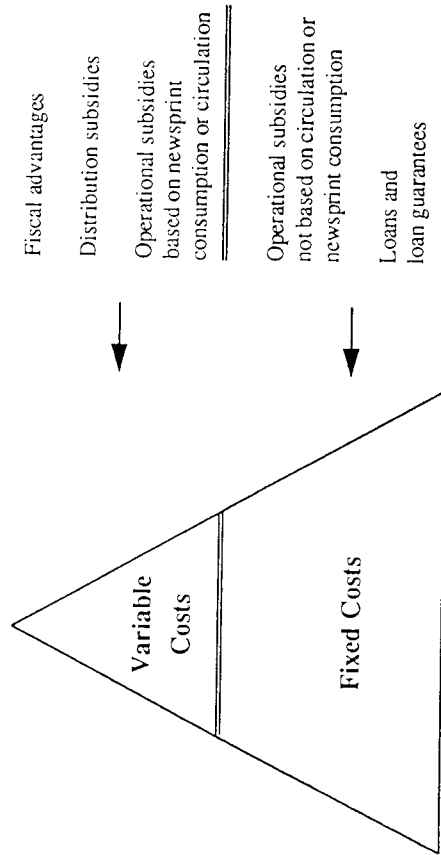 Variable
Costs
Fixed Costs
Fiscal advantages
Distribution subsidies
Operational subsidies
based on newsprint
consumption or circulation
Operational subsidies
not based on circulation or
newsprint consumption
Loans and
loan guarantees